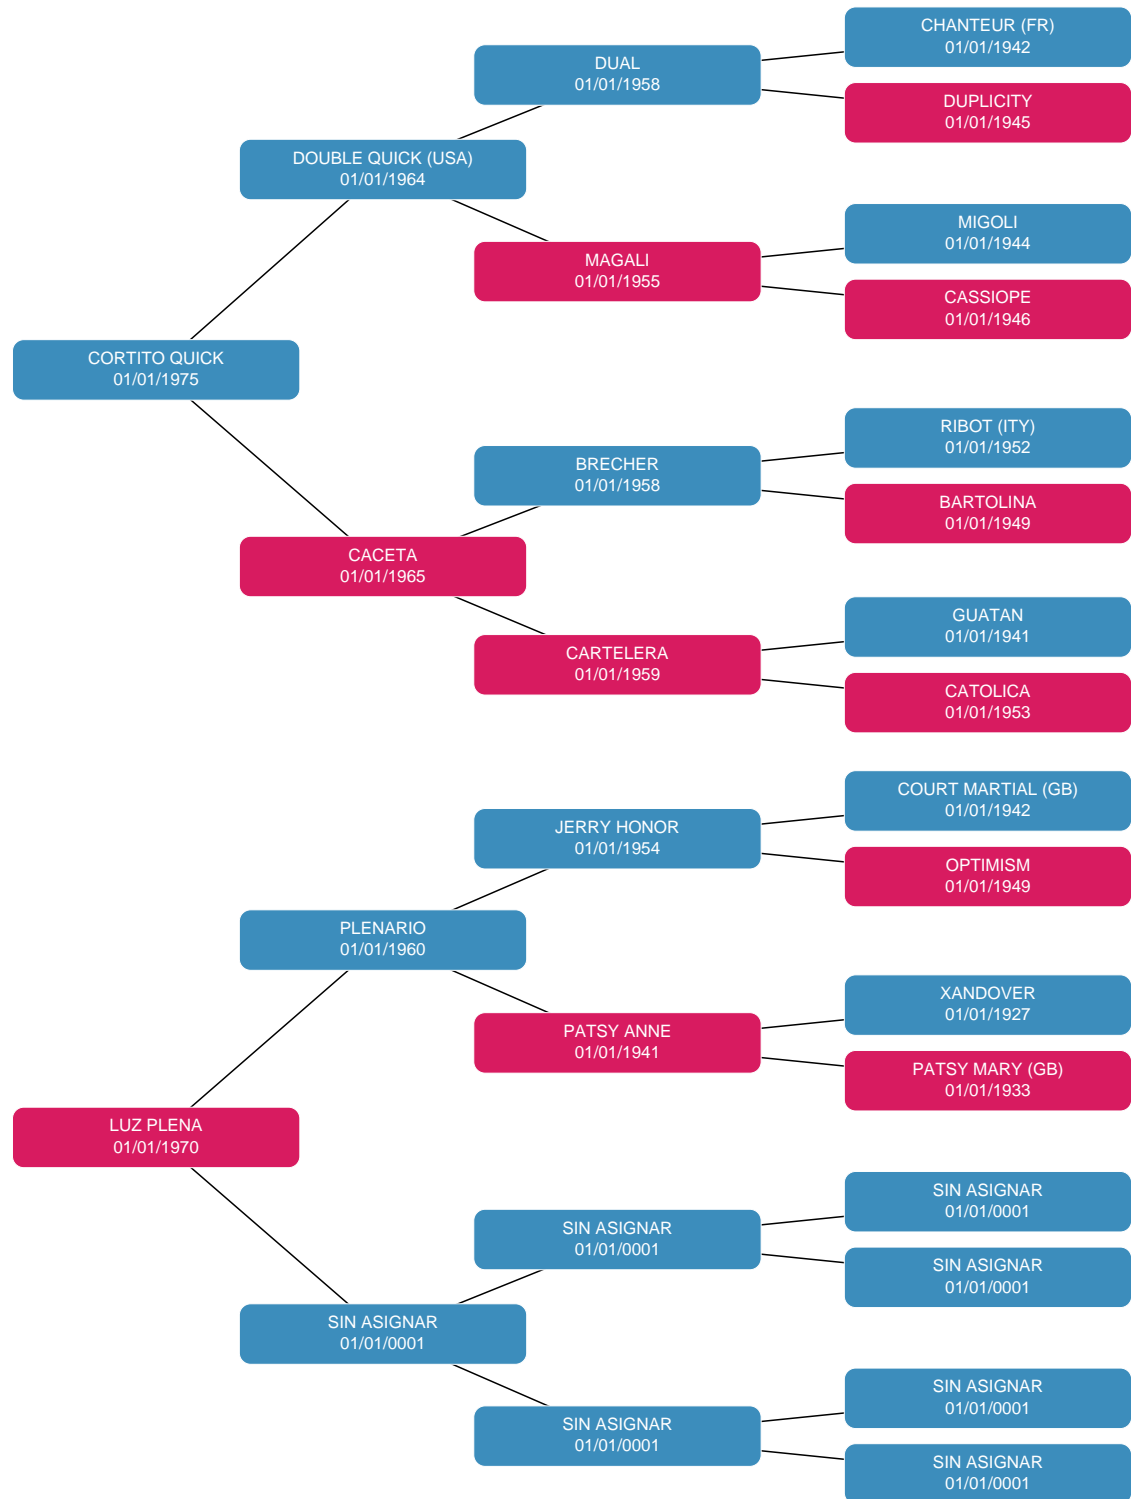 CHANTEUR (FR)
01/01/1942
DUAL
01/01/1958
DUPLICITY
01/01/1945
DOUBLE QUICK (USA)
01/01/1964
MIGOLI
01/01/1944
MAGALI
01/01/1955
CASSIOPE
01/01/1946
CORTITO QUICK
01/01/1975
RIBOT (ITY)
01/01/1952
BRECHER
01/01/1958
BARTOLINA
01/01/1949
CACETA
01/01/1965
GUATAN
01/01/1941
CARTELERA
01/01/1959
CATOLICA
01/01/1953
COURT MARTIAL (GB)
01/01/1942
JERRY HONOR
01/01/1954
OPTIMISM
01/01/1949
PLENARIO
01/01/1960
XANDOVER
01/01/1927
PATSY ANNE
01/01/1941
PATSY MARY (GB)
01/01/1933
LUZ PLENA
01/01/1970
SIN ASIGNAR
01/01/0001
SIN ASIGNAR
01/01/0001
SIN ASIGNAR
01/01/0001
SIN ASIGNAR
01/01/0001
SIN ASIGNAR
01/01/0001
SIN ASIGNAR
01/01/0001
SIN ASIGNAR
01/01/0001